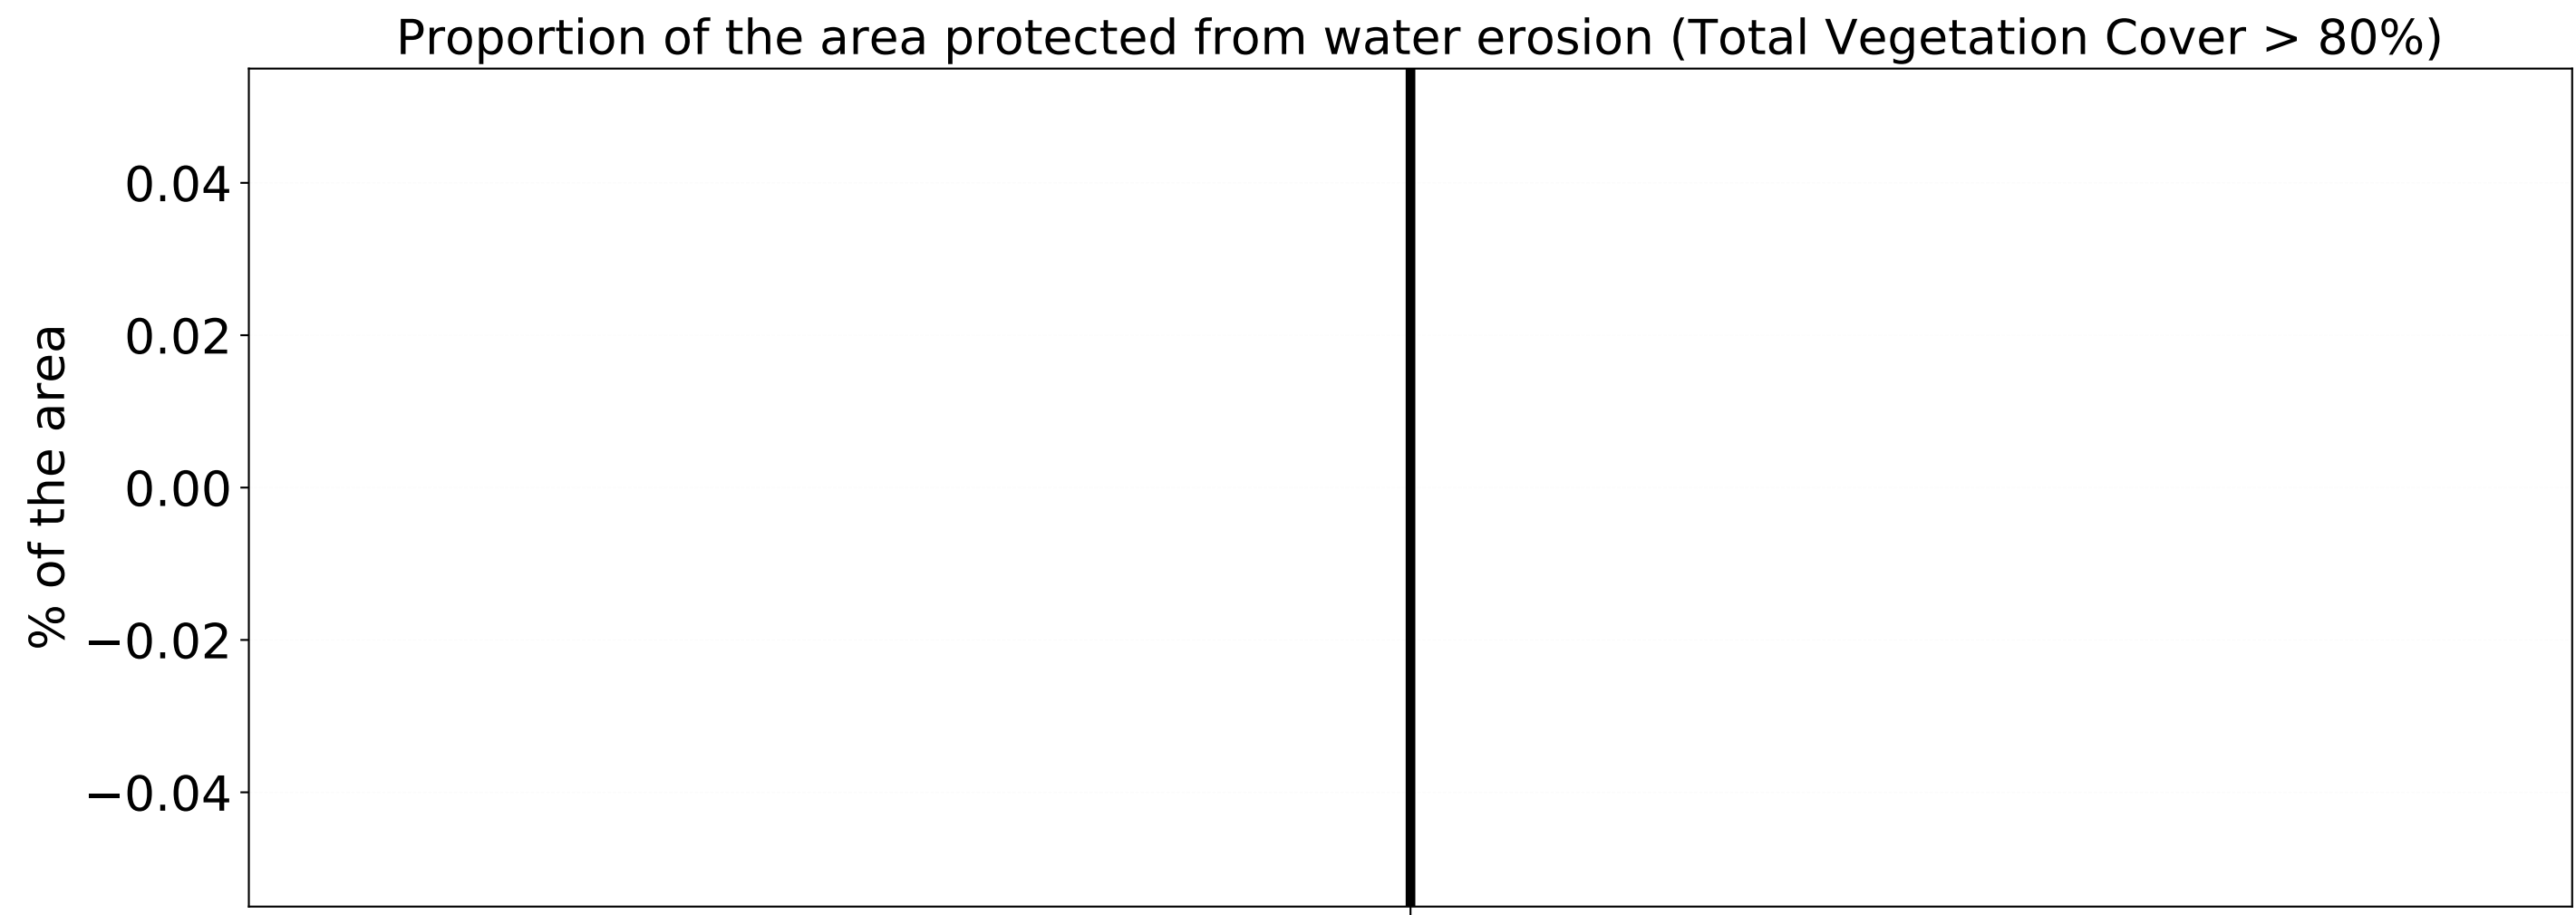 Proportion of the area protected from water erosion (Total Vegetation Cover > 80%)
% of the area
0.04
0.02
0.00
−0.02
−0.04